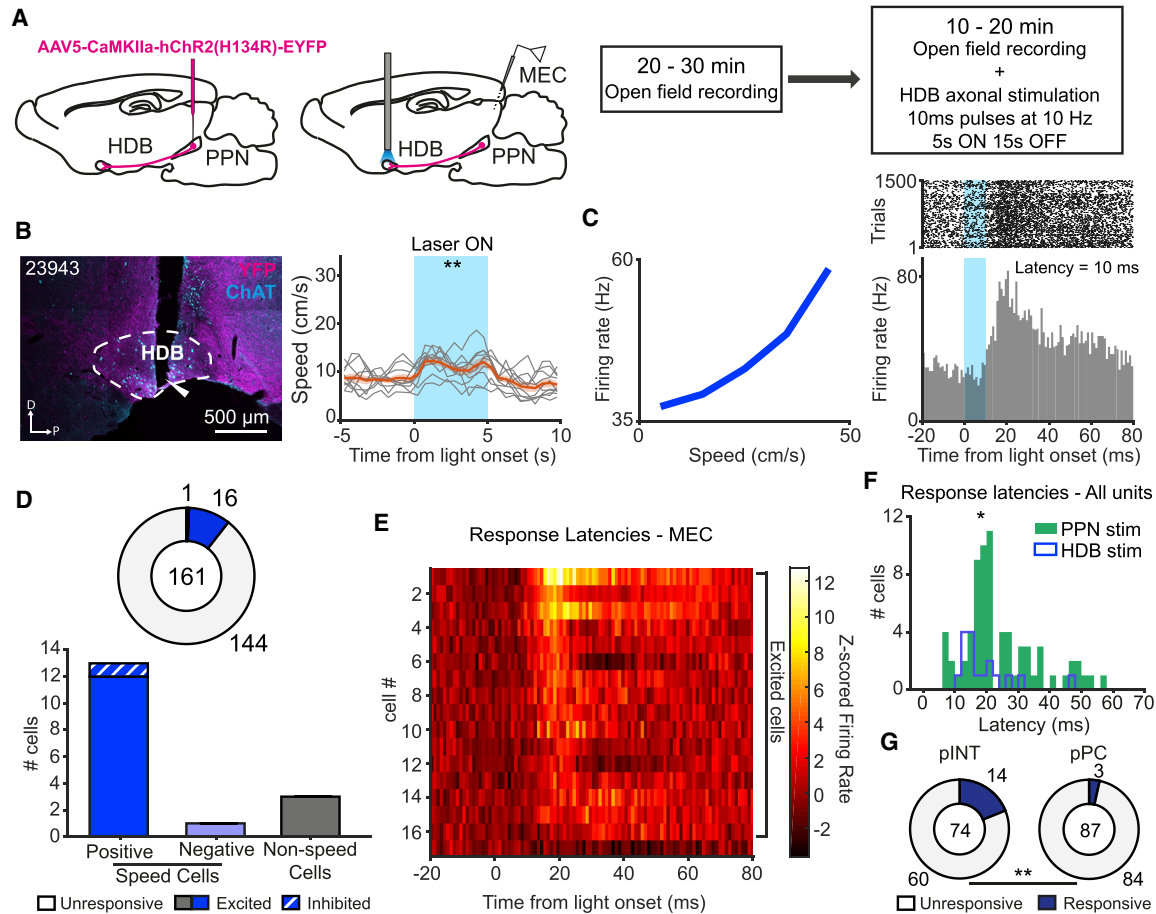 A
AAV5-CaMKIIa-hChR2(H134R)-EYFP
HDB
PPN
MEC
HDB
PPN
20 - 30 min
Open field recording
10 - 20 min
Open field recording
+
HDB axonal stimulation
10ms pulses at 10 Hz
5s ON 15s OFF
B
23943
YFP
ChAT
HDB
D
P
500 µm
Laser ON
**
Speed (cm/s)
30
20
10
0
-5 0 5 10
Time from light onset (s)
C
Firing rate (Hz)
60
35
0 50
Speed (cm/s)
Trials
1500
1
Latency = 10 ms
Firing rate (Hz)
80
0
-20 0 20 40 60 80
Time from light onset (ms)
D
1 16
161
144
# cells
14
12
10
8
6
4
2
0
Positive Negative Non-speed
Speed Cells Cells
Unresponsive Excited Inhibited
E
Response Latencies - MEC
cell #
2
4
6
8
10
12
14
16
-20 0 20 40 60 80
Time from light onset (ms)
Excited cells
12
10
8
6
4
2
0
-2
Z-scored Firing Rate
F
Response latencies - All units
*
PPN stim
HDB stim
# cells
12
8
4
0
0 10 20 30 40 50 60 70
Latency (ms)
G
pINT pPC
14 3
74 87
60 84
**
Unresponsive Responsive